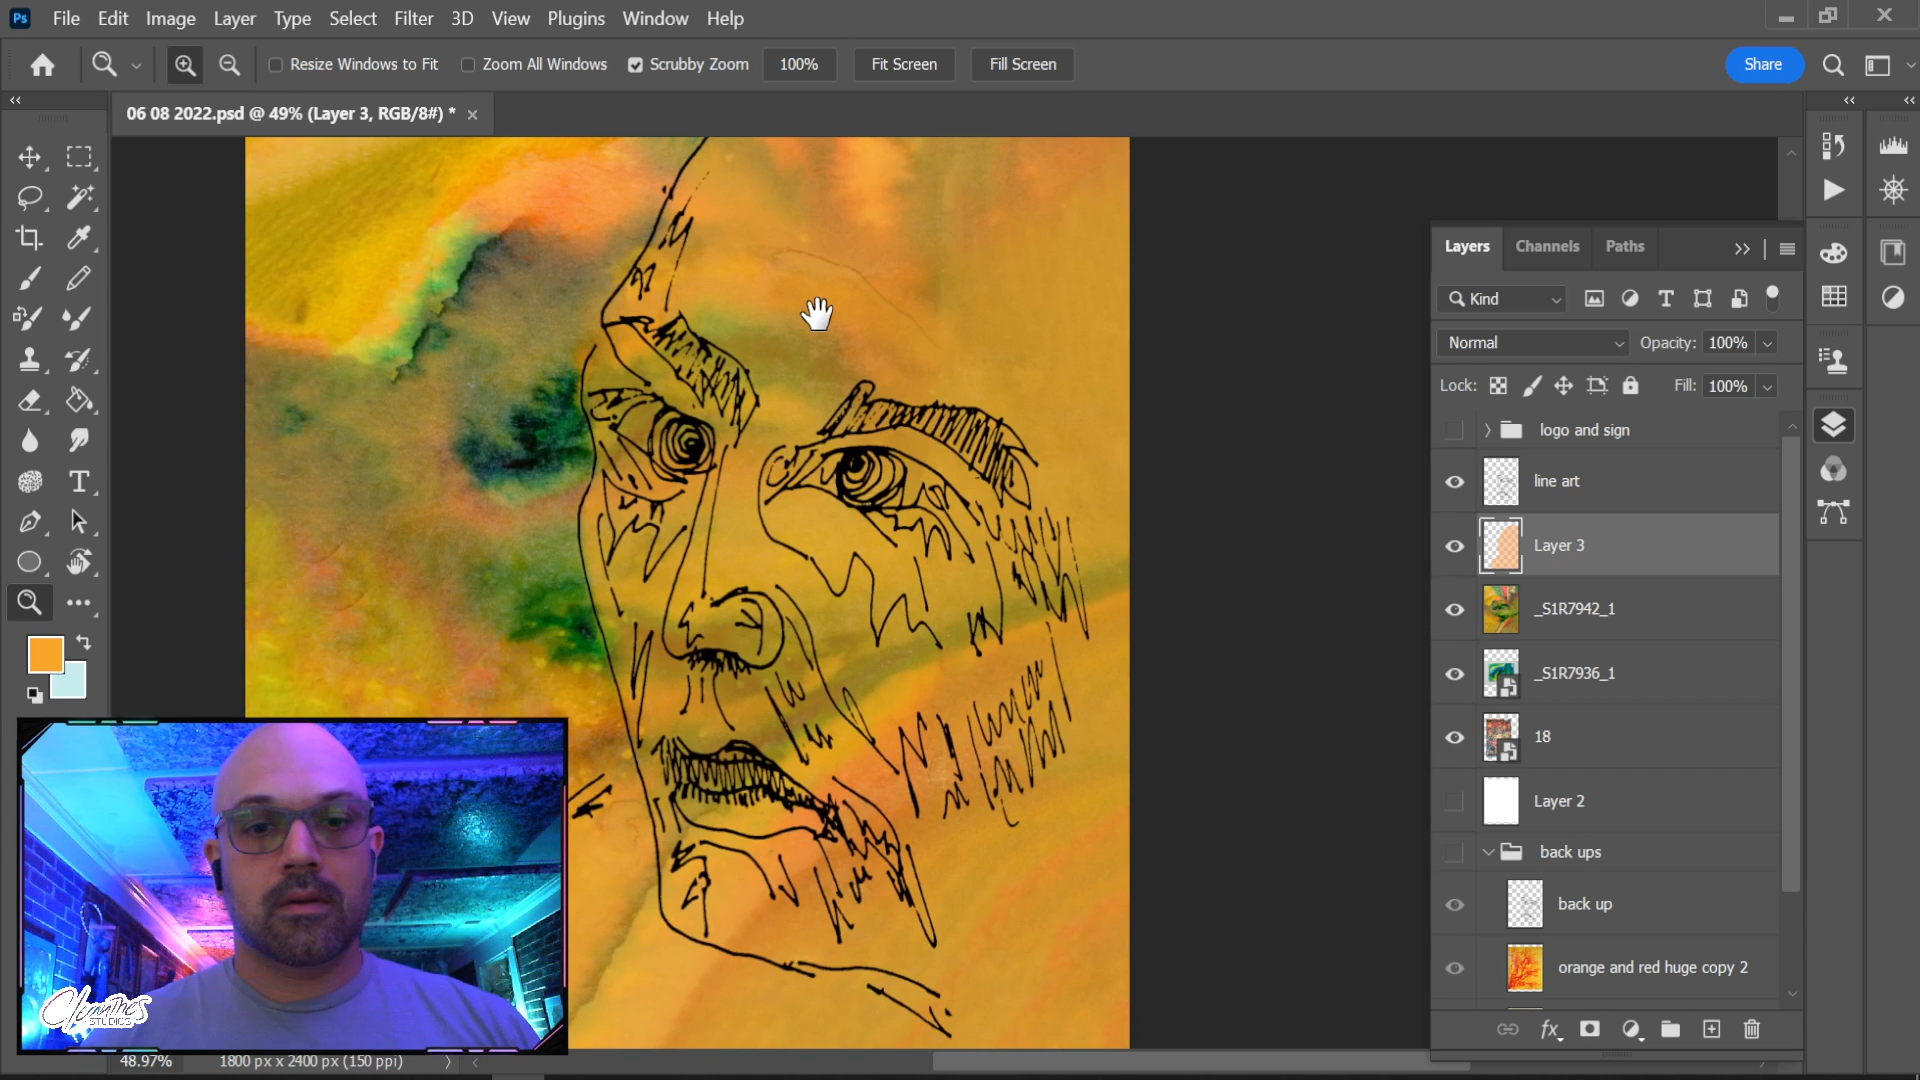 Ps File Edit Image Layer Type Select Filter 3D View Plugins Window Help
Resize Windows to Fit Zoom All Windows Scrubby Zoom 100% Fit Screen Fill Screen Share
06 08 2022.psd @ 49% (Layer 3, RGB/8#) *
Layers Channels Paths
Kind
Normal Opacity: 100%
Lock: Fill: 100%
logo and sign
line art
Layer 3
_S1R7942_1
_S1R7936_1
18
Layer 2
back ups
back up
orange and red huge copy 2
fx
STUDIOS
48.97% 1800 px x 2400 px (150 ppi)